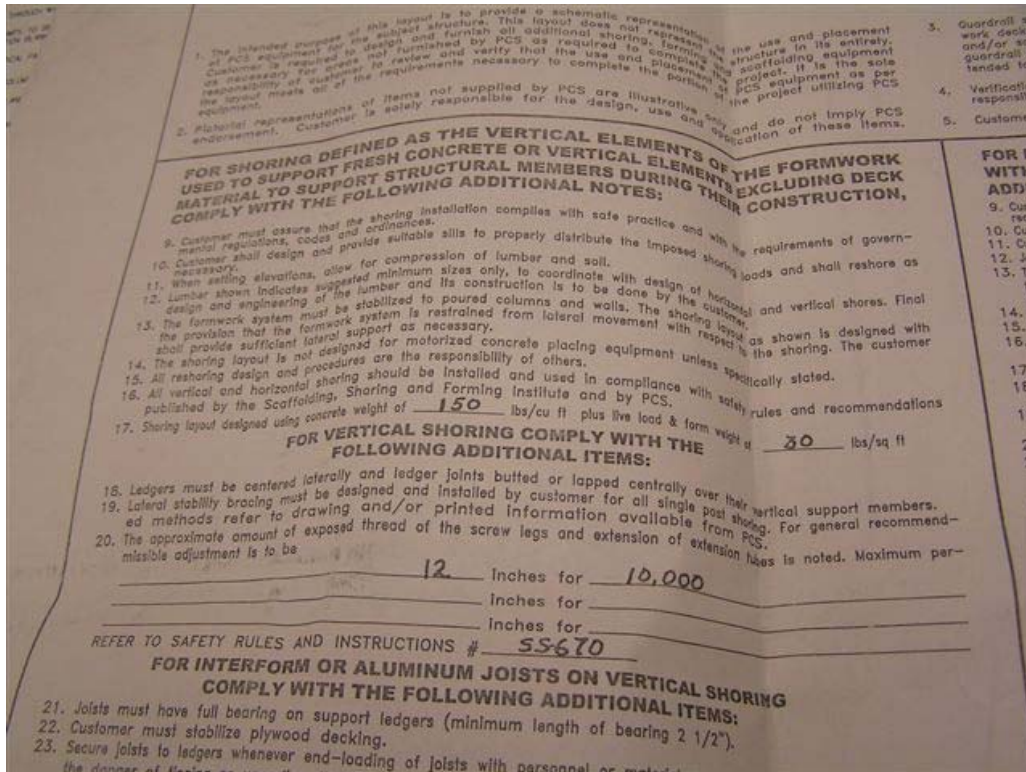 1. The intended purpose of this layout is to provide a schematic representation of the use and placement
of PCS equipment for the subject structure. This layout does not represent the structure in its entirety.
Customer is required to design and furnish all additional shoring, forming or scaffolding equipment
as necessary for areas not furnished by PCS as required to complete the project. It is the sole
responsibility of customer to review and verify that the use and placement of PCS equipment as per
the layout meets all of the requirements necessary to complete the portion of the project utilizing PCS
equipment.
2. Pictorial representations of items not supplied by PCS are illustrative only and do not imply PCS
endorsement. Customer is solely responsible for the design, use and application of these items.
FOR SHORING DEFINED AS THE VERTICAL ELEMENTS OF THE FORMWORK
USED TO SUPPORT FRESH CONCRETE OR VERTICAL ELEMENTS EXCLUDING DECK
MATERIAL TO SUPPORT STRUCTURAL MEMBERS DURING THEIR CONSTRUCTION,
COMPLY WITH THE FOLLOWING ADDITIONAL NOTES:
9. Customer must assure that the shoring installation complies with safe practice and with the requirements of govern-
mental regulations, codes and ordinances.
10. Customer shall design and provide suitable sills to properly distribute the imposed shoring loads and shall reshore as
necessary.
11. When setting elevations, allow for compression of lumber and soil.
12. Lumber shown indicates suggested minimum sizes only, to coordinate with design of horizontal and vertical shores. Final
design and engineering of the lumber and its construction is to be done by the customer.
13. The formwork system must be stabilized to poured columns and walls. The shoring layout as shown is designed with
the provision that the formwork system is restrained from lateral movement with respect to the shoring. The customer
shall provide sufficient lateral support as necessary.
14. The shoring layout is not designed for motorized concrete placing equipment unless specifically stated.
15. All reshoring design and procedures are the responsibility of others.
16. All vertical and horizontal shoring should be installed and used in compliance with safety rules and recommendations
published by the Scaffolding, Shoring and Forming Institute and by PCS.
17. Shoring layout designed using concrete weight of 150 lbs/cu ft plus live load & form weight of 30 lbs/sq ft
FOR VERTICAL SHORING COMPLY WITH THE
FOLLOWING ADDITIONAL ITEMS:
18. Ledgers must be centered laterally and ledger joints butted or lapped centrally over their vertical support members.
19. Lateral stability bracing must be designed and installed by customer for all single post shoring. For general recommend-
ed methods refer to drawing and/or printed information available from PCS.
20. The approximate amount of exposed thread of the screw legs and extension of extension tubes is noted. Maximum per-
missible adjustment is to be
12 inches for 10,000
inches for
inches for
REFER TO SAFETY RULES AND INSTRUCTIONS # SS670
FOR INTERFORM OR ALUMINUM JOISTS ON VERTICAL SHORING
COMPLY WITH THE FOLLOWING ADDITIONAL ITEMS:
21. Joists must have full bearing on support ledgers (minimum length of bearing 2 1/2").
22. Customer must stabilize plywood decking.
23. Secure joists to ledgers whenever end-loading of joists with personnel or
the danger of
3. Guardrail
work deck
and/or
guardrail
4.
5. Custome
FOR
WITH
ADD
9. Cu
10. Cu
11. C
12. J
13. T
14.
15.
16.
17
18